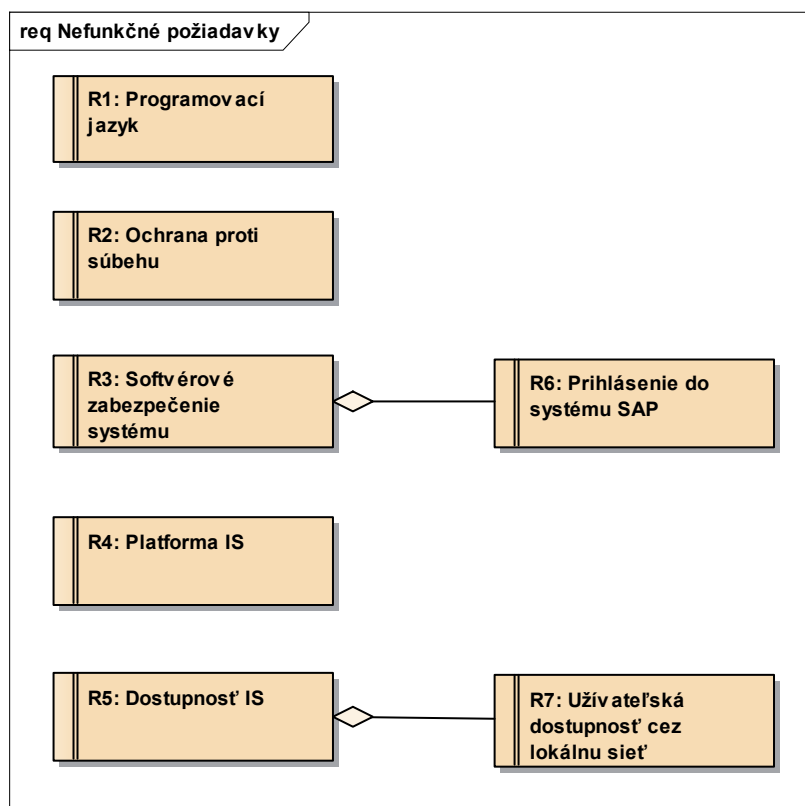 req Nefunkčné požiadavky
R1: Programovací
jazyk
R2: Ochrana proti
súbehu
R3: Softvérové
zabezpečenie
systému
R6: Prihlásenie do
systému SAP
R4: Platforma IS
R5: Dostupnosť IS
R7: Užívateľská
dostupnosť cez
lokálnu sieť